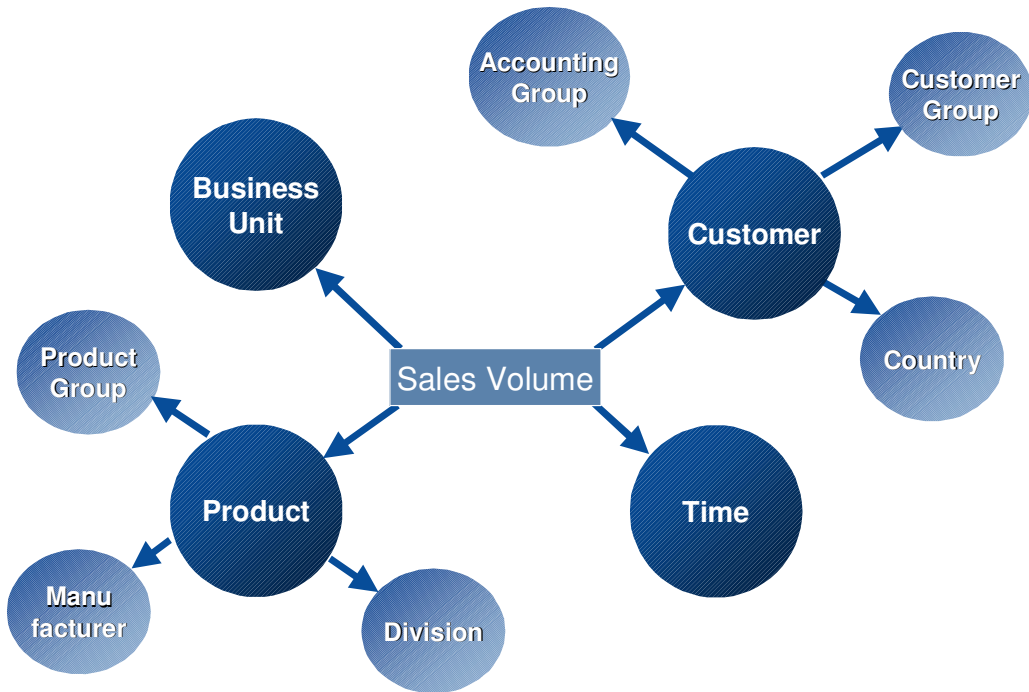 Accounting
Group
Customer
Group
Business
Unit
Customer
Product
Group
Sales Volume
Country
Product
Time
Manu
facturer
Division